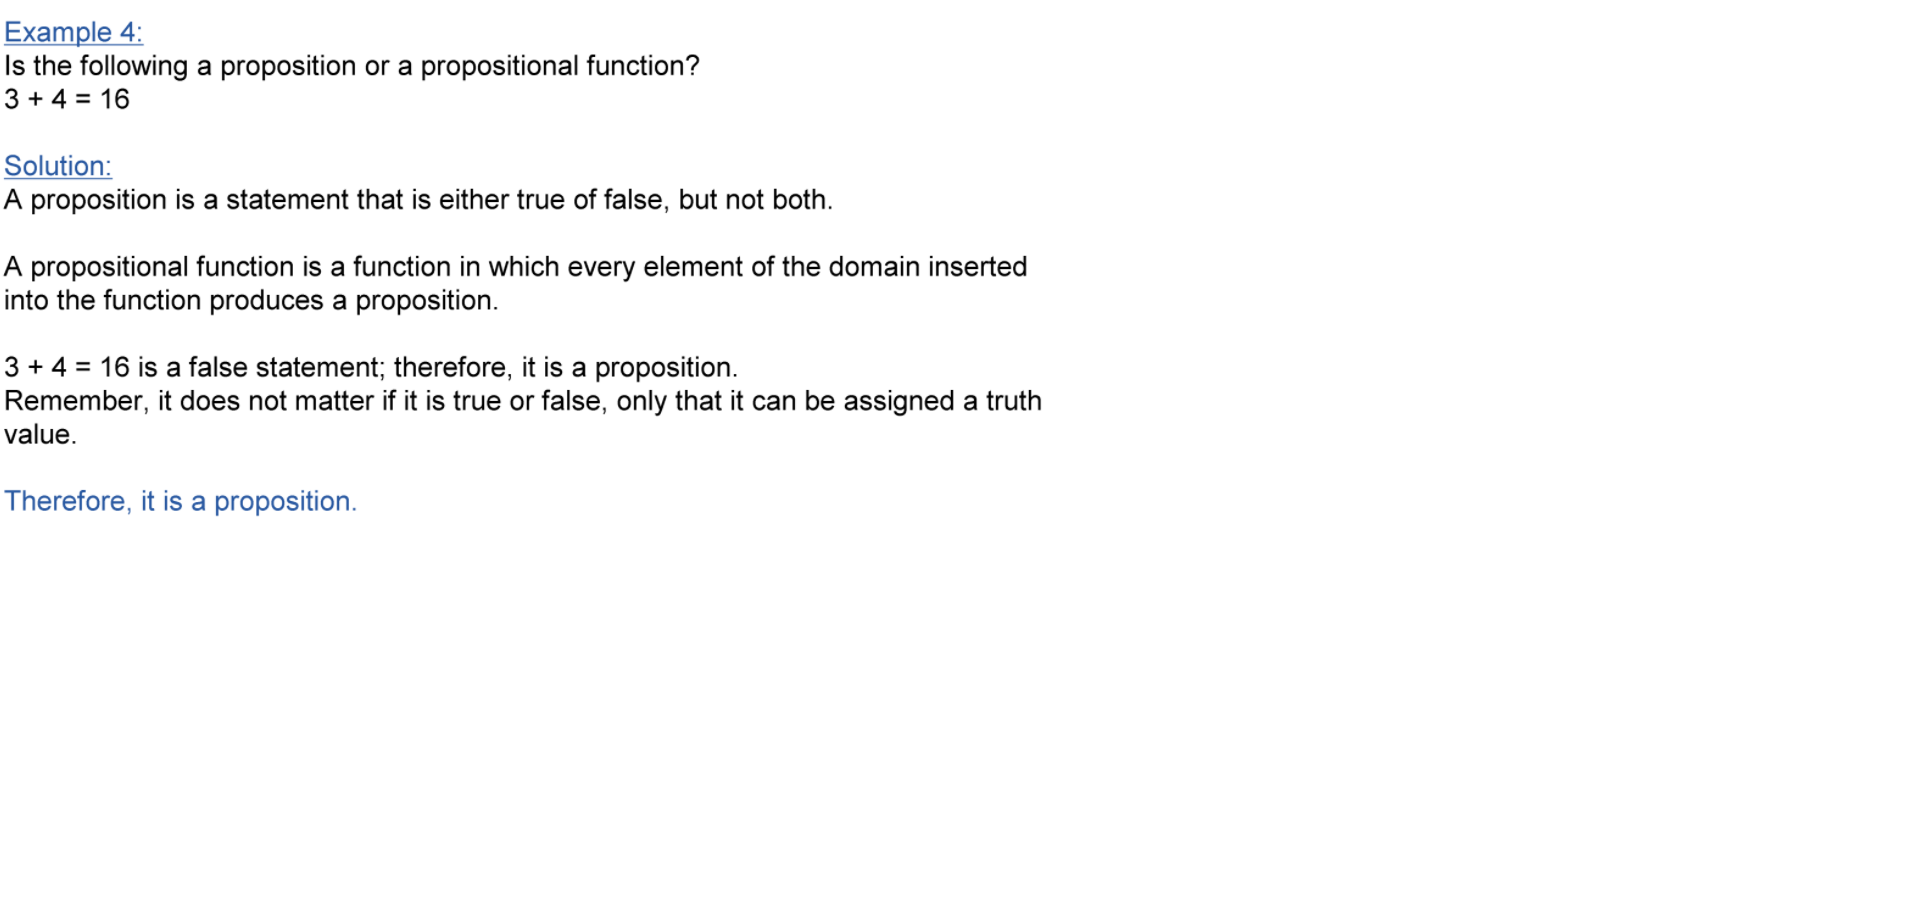 Example 4:
Is the following a proposition or a propositional function?
3 + 4 = 16
Solution:
A proposition is a statement that is either true of false, but not both.
A propositional function is a function in which every element of the domain inserted
into the function produces a proposition.
3 + 4 = 16 is a false statement; therefore, it is a proposition.
Remember, it does not matter if it is true or false, only that it can be assigned a truth
value.
Therefore, it is a proposition.